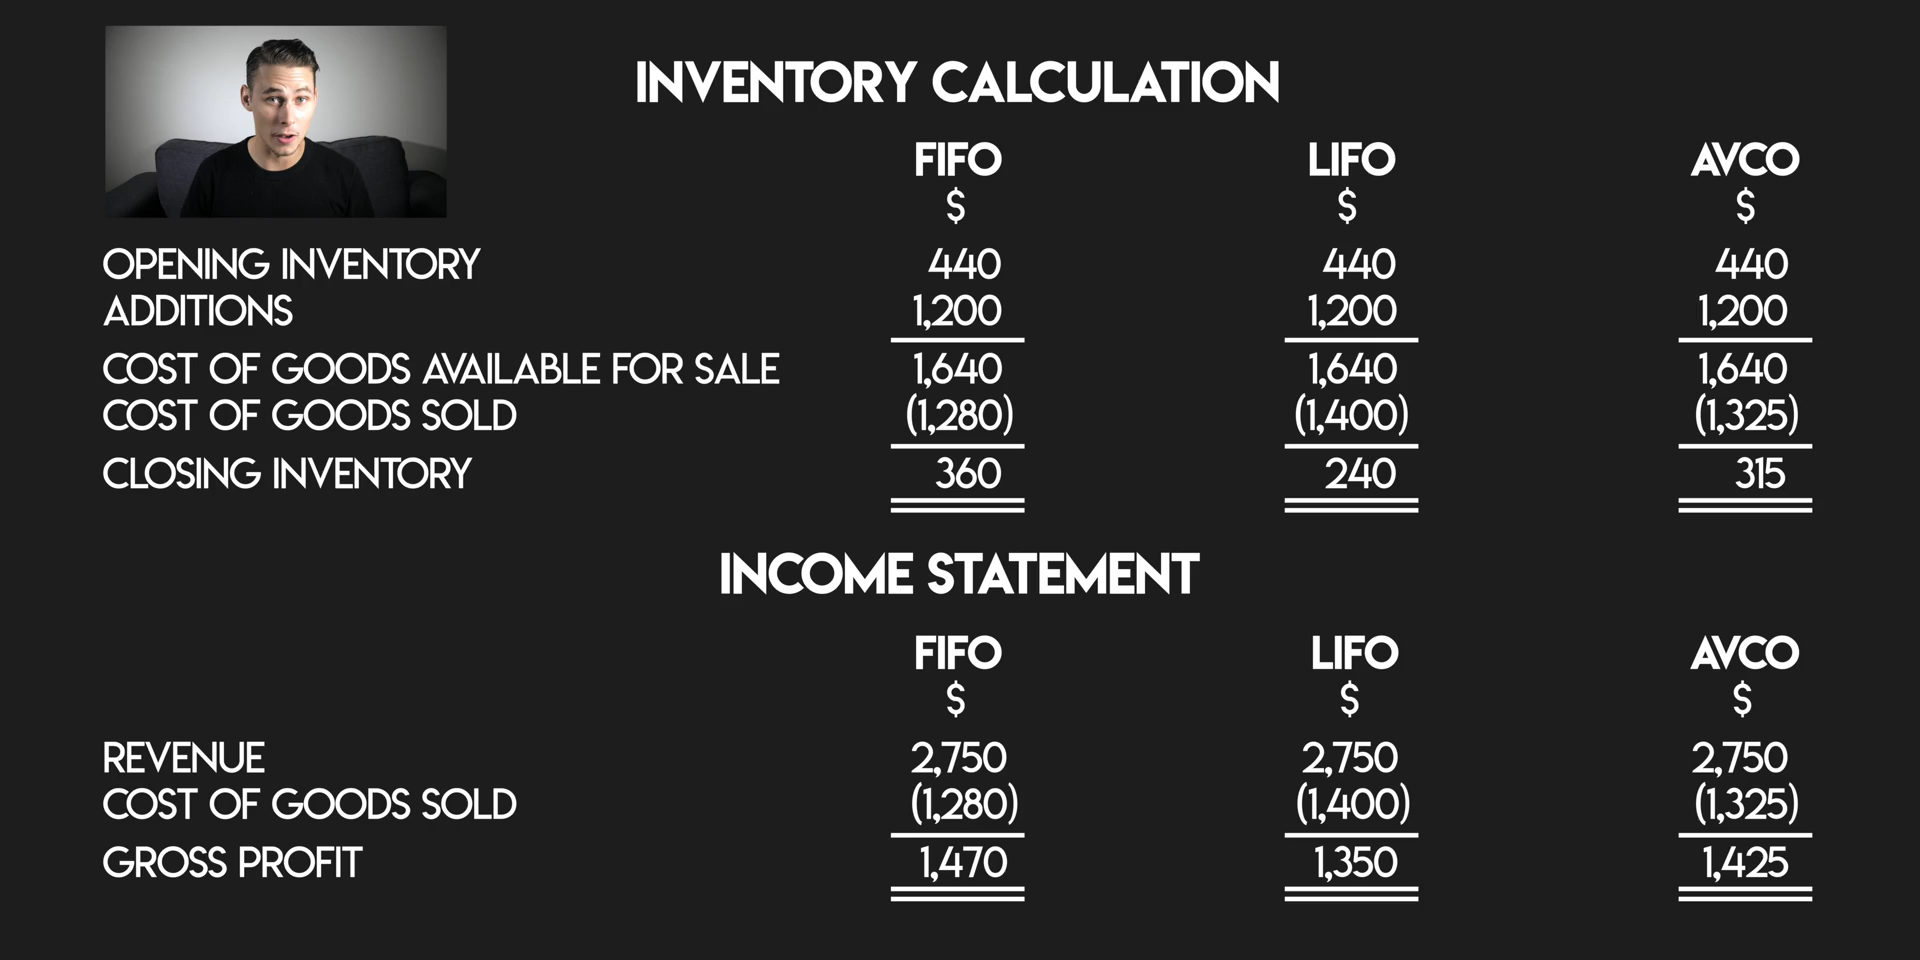 INVENTORY CALCULATION
FIFO LIFO AVCO
$ $ $
OPENING INVENTORY 440 440 440
ADDITIONS 1,200 1,200 1,200
COST OF GOODS AVAILABLE FOR SALE 1,640 1,640 1,640
COST OF GOODS SOLD (1,280) (1,400) (1,325)
CLOSING INVENTORY 360 240 315
INCOME STATEMENT
FIFO LIFO AVCO
$ $ $
REVENUE 2,750 2,750 2,750
COST OF GOODS SOLD (1,280) (1,400) (1,325)
GROSS PROFIT 1,470 1,350 1,425